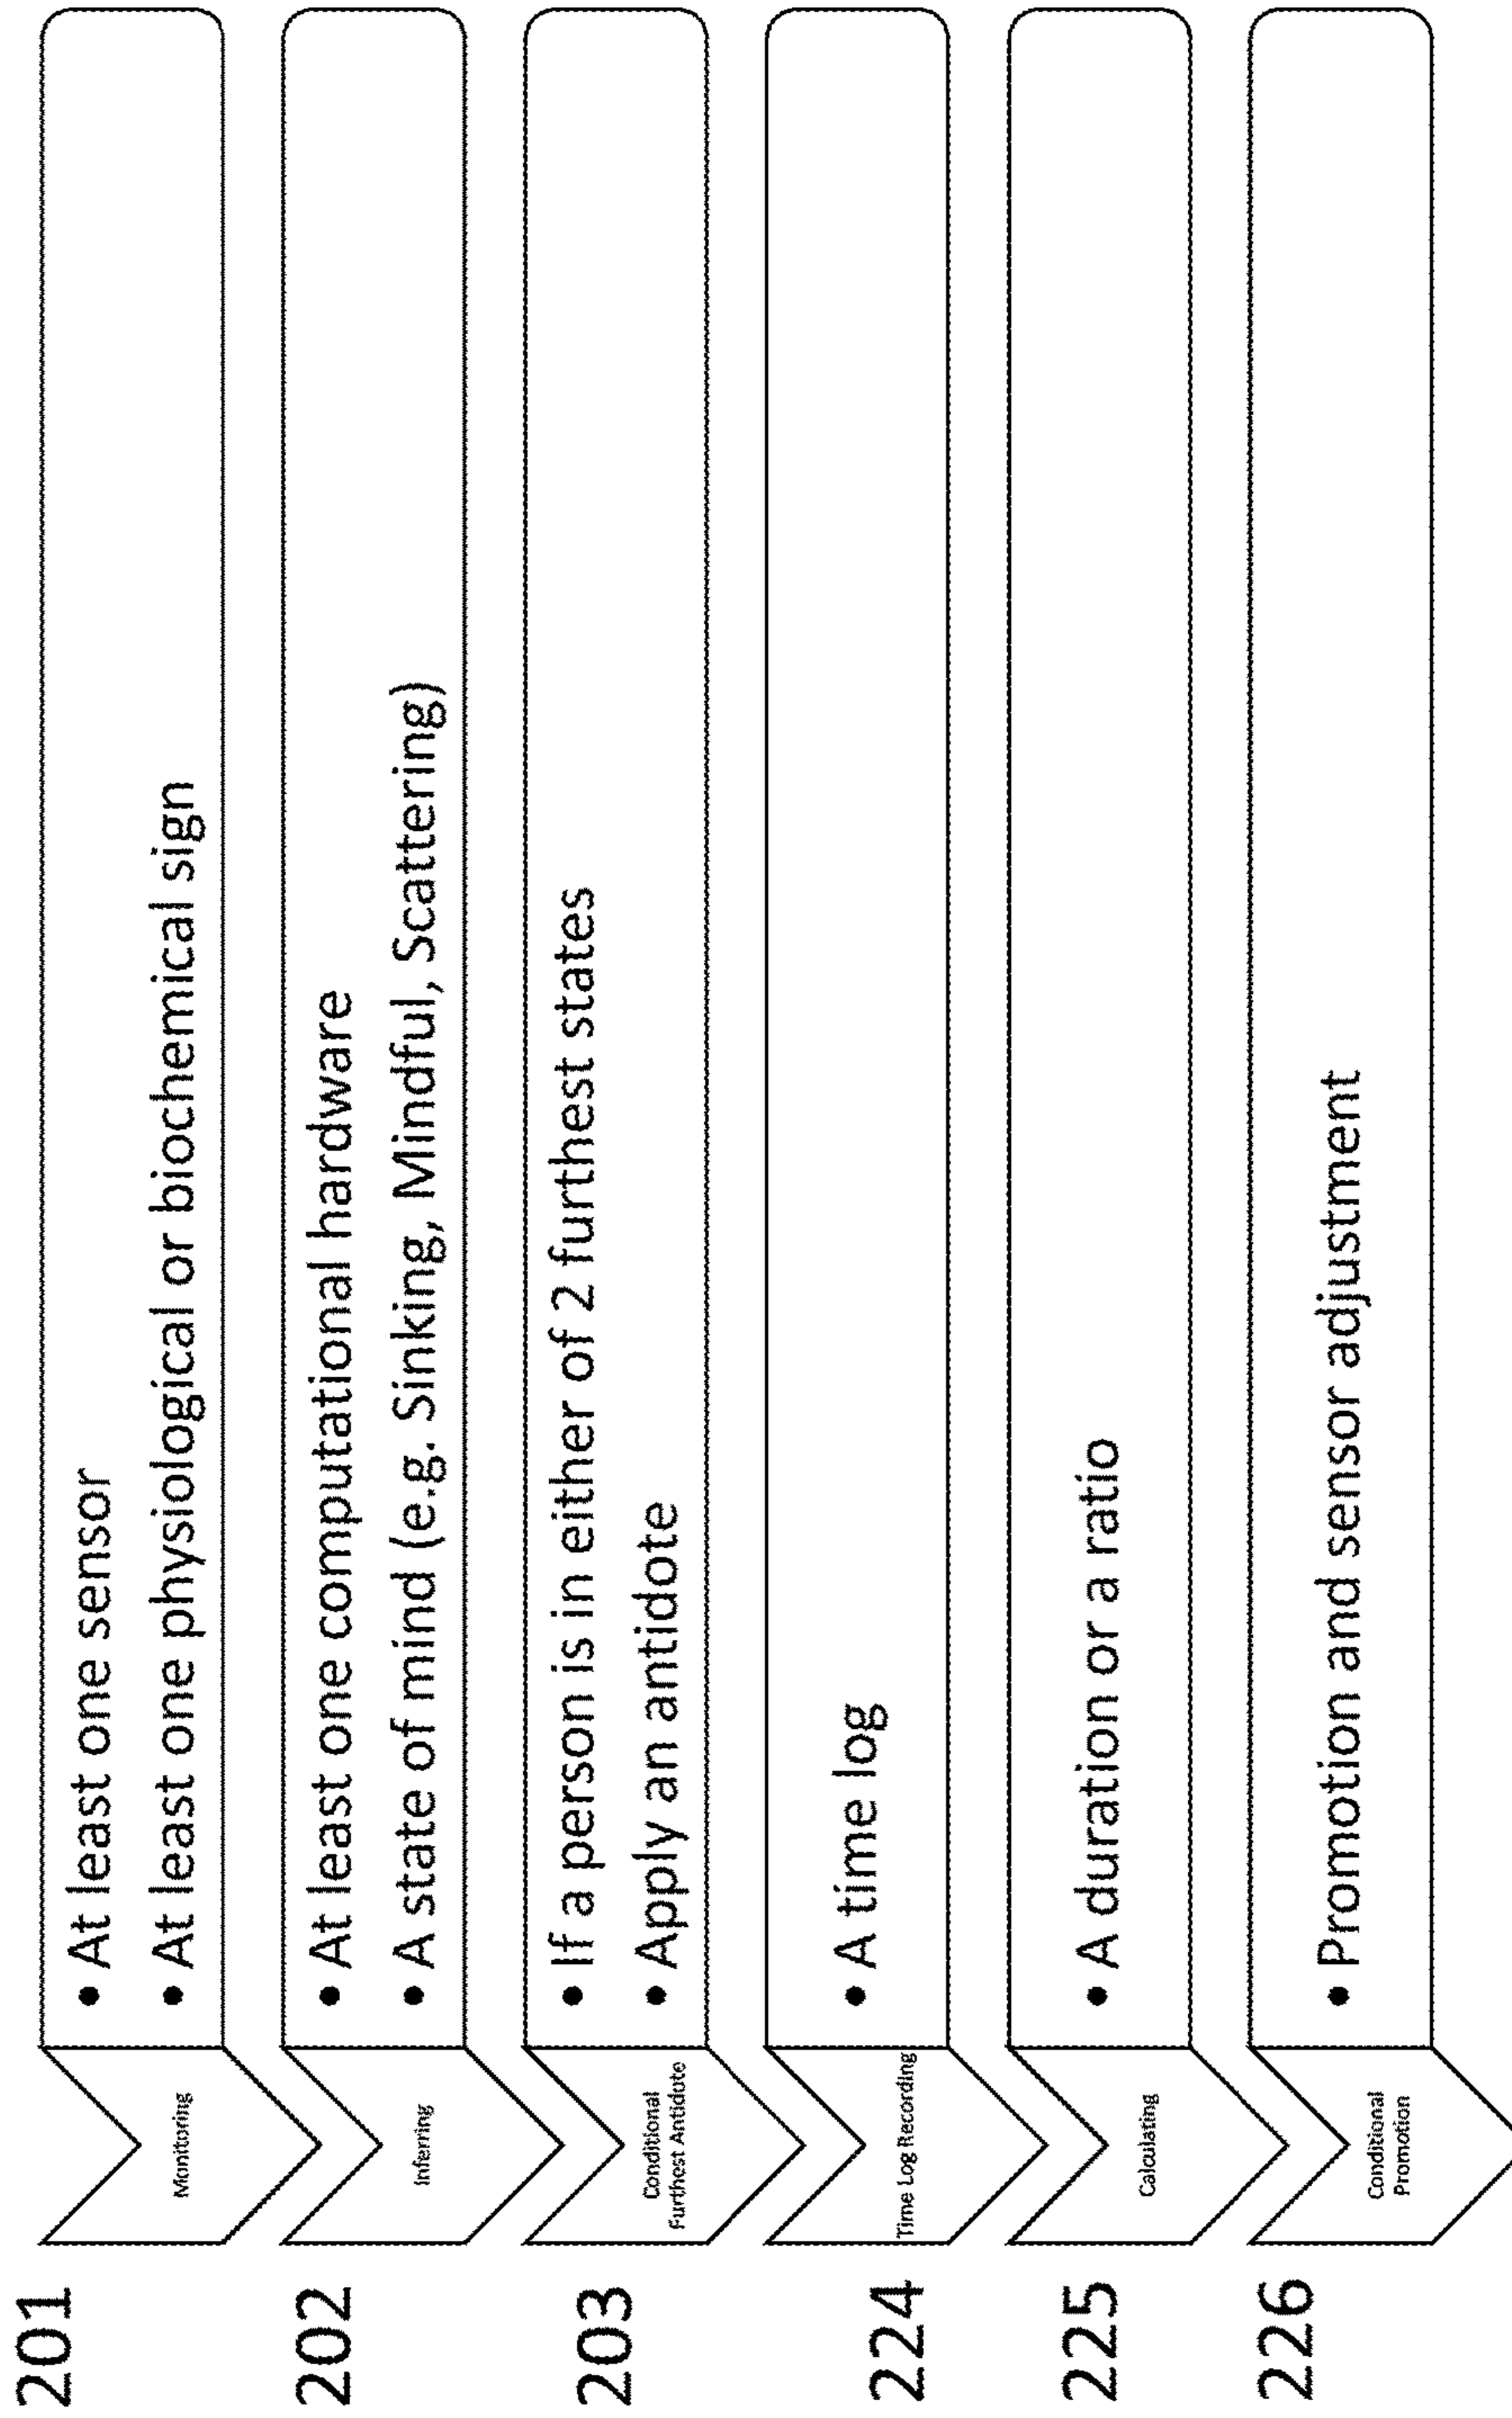 201
Monitoring
• At least one sensor
• At least one physiological or biochemical sign
202
Inferring
• At least one computational hardware
• A state of mind (e.g. Sinking, Mindful, Scattering)
203
Conditional
Furthest Antidote
• If a person is in either of 2 furthest states
• Apply an antidote
224
Time Log Recording
• A time log
225
Calculating
• A duration or a ratio
226
Conditional
Promotion
• Promotion and sensor adjustment